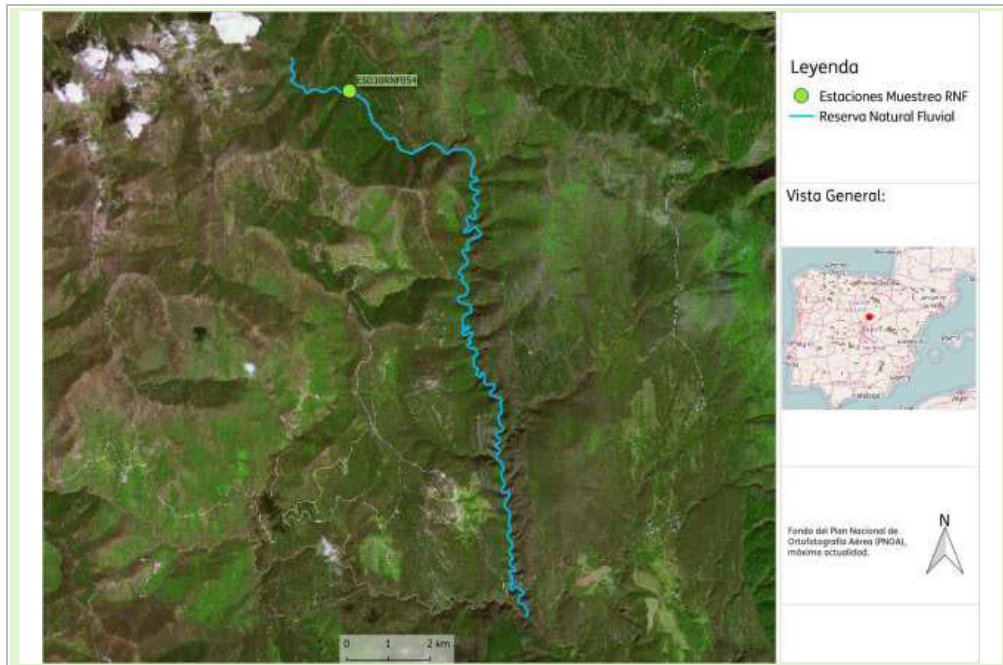 ES030RNF054
Leyenda
Estaciones Muestreo RNF
Reserva Natural Fluvial
Vista General:
Fondo del Plan Nacional de
Ortofotografía Aérea (PNOA),
máxima actualidad.
N
0 1 2 km